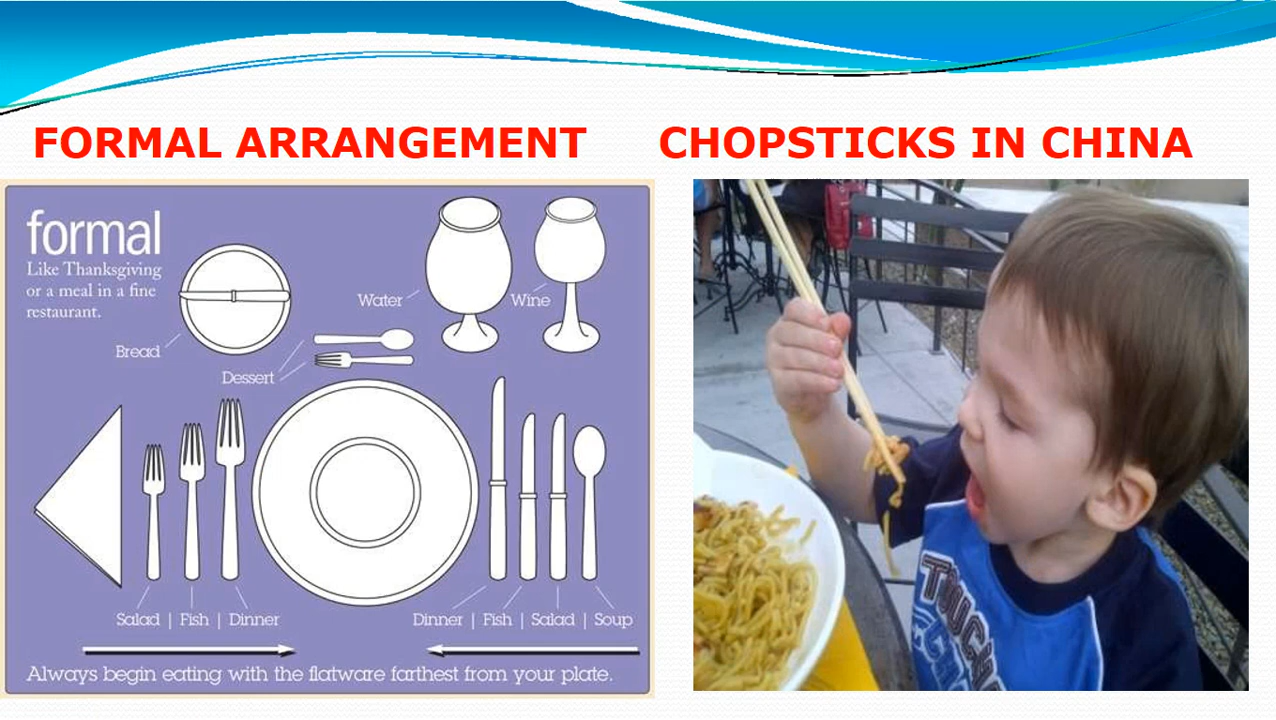 FORMAL ARRANGEMENT
CHOPSTICKS IN CHINA
formal
Like Thanksgiving
or a meal in a fine
restaurant.
Water
Wine
Bread
Dessert
Salad | Fish | Dinner
Dinner | Fish | Salad | Soup
Always begin eating with the flatware farthest from your plate.